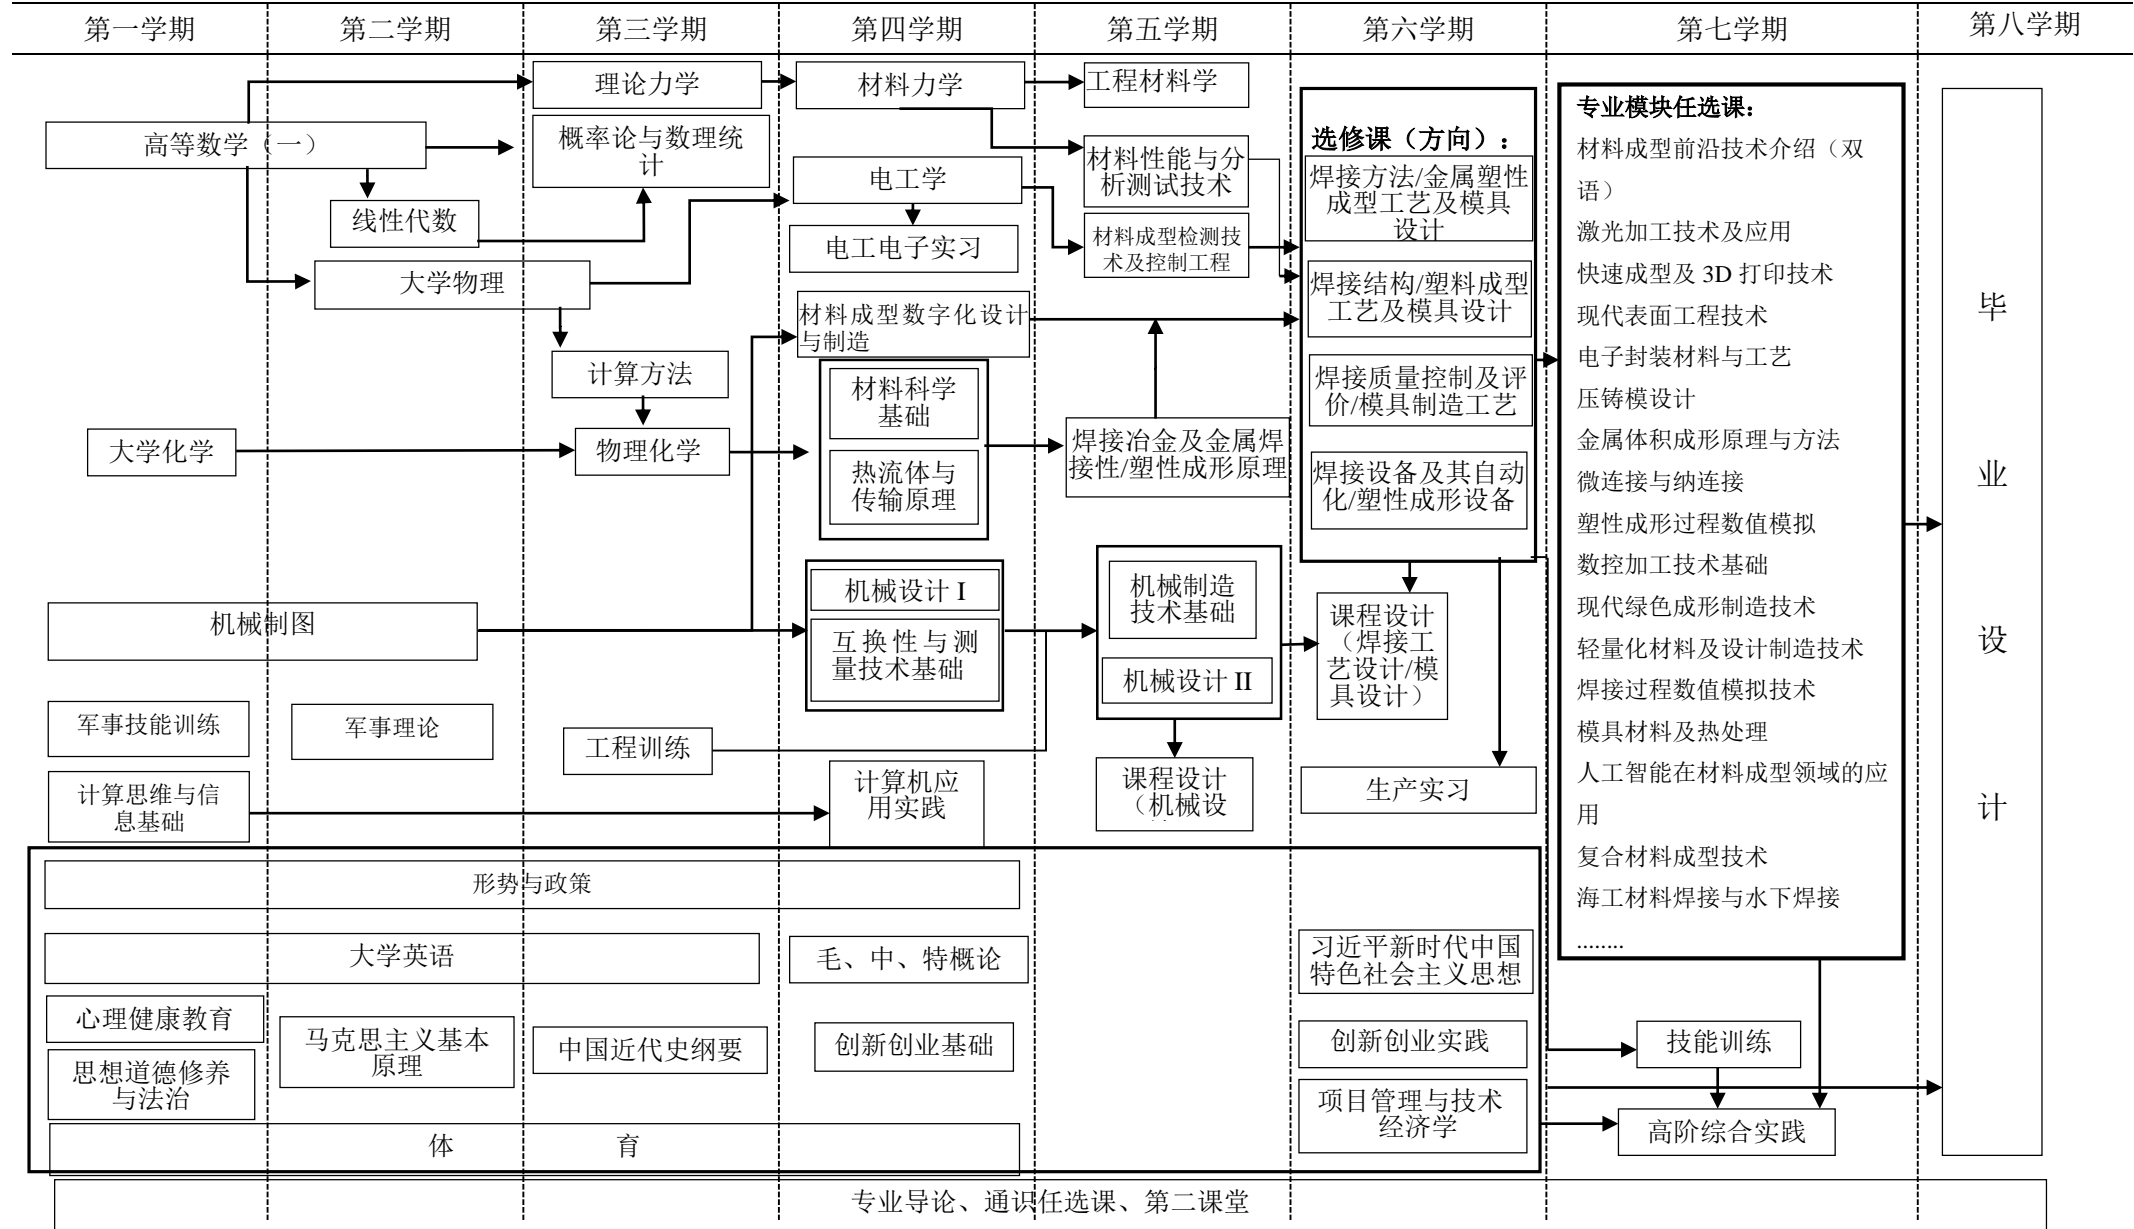 第一学期
第二学期
第三学期
第四学期
第五学期
第六学期
第七学期
第八学期
高等数学（一）
线性代数
大学物理
理论力学
概率论与数理统
计
计算方法
大学化学
物理化学
材料力学
电工学
电工电子实习
材料成型数字化设计
与制造
材料科学
基础
热流体与
传输原理
工程材料学
材料性能与分
析测试技术
材料成型检测技
术及控制工程
焊接冶金及金属焊
接性/塑性成形原理
选修课（方向）：
焊接方法/金属塑性
成型工艺及模具
设计
焊接结构/塑料成型
工艺及模具设计
焊接质量控制及评
价/模具制造工艺
焊接设备及其自动
化/塑性成形设备
机械制图
机械设计 I
互换性与测
量技术基础
机械制造
技术基础
机械设计 II
课程设计
（焊接工
艺设计/模
具设计）
军事技能训练
军事理论
工程训练
计算思维与信
息基础
计算机应
用实践
课程设计
（机械设
生产实习
专业模块任选课：
材料成型前沿技术介绍（双
语）
激光加工技术及应用
快速成型及 3D 打印技术
现代表面工程技术
电子封装材料与工艺
压铸模设计
金属体积成形原理与方法
微连接与纳连接
塑性成形过程数值模拟
数控加工技术基础
现代绿色成形制造技术
轻量化材料及设计制造技术
焊接过程数值模拟技术
模具材料及热处理
人工智能在材料成型领域的应
用
复合材料成型技术
海工材料焊接与水下焊接
........
毕
业
设
计
形势与政策
大学英语
毛、中、特概论
习近平新时代中国
特色社会主义思想
心理健康教育
思想道德修养
与法治
马克思主义基本
原理
中国近代史纲要
创新创业基础
创新创业实践
项目管理与技术
经济学
技能训练
高阶综合实践
体 育
专业导论、通识任选课、第二课堂